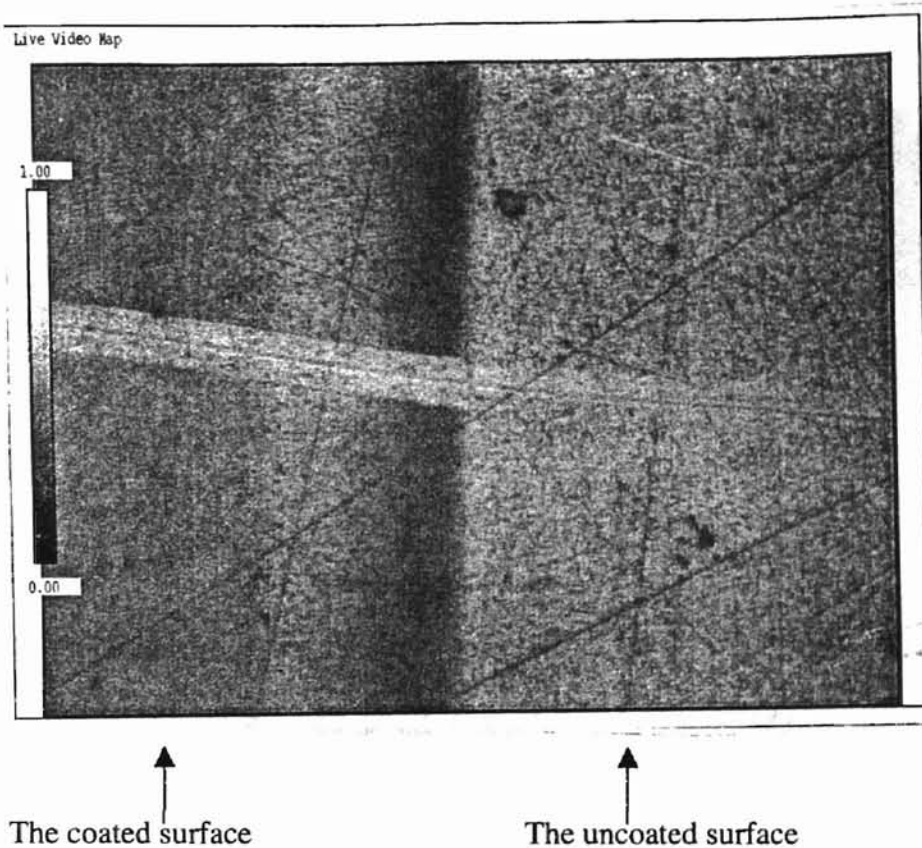 Live Video Map
1.00
0.00
The coated surface
The uncoated surface